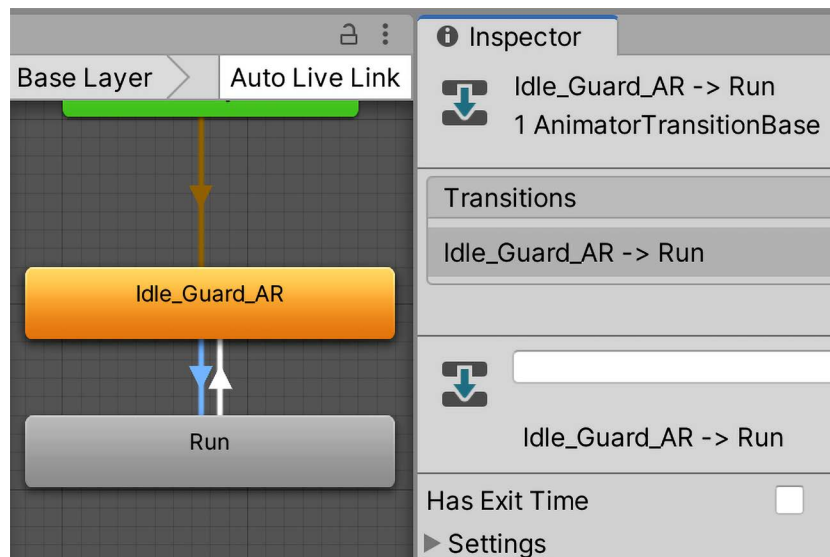 Inspector
Base Layer
Auto Live Link
Idle_Guard_AR -> Run
1 AnimatorTransitionBase
Transitions
Idle_Guard_AR -> Run
Idle_Guard_AR
Run
Idle_Guard_AR -> Run
Has Exit Time
Settings